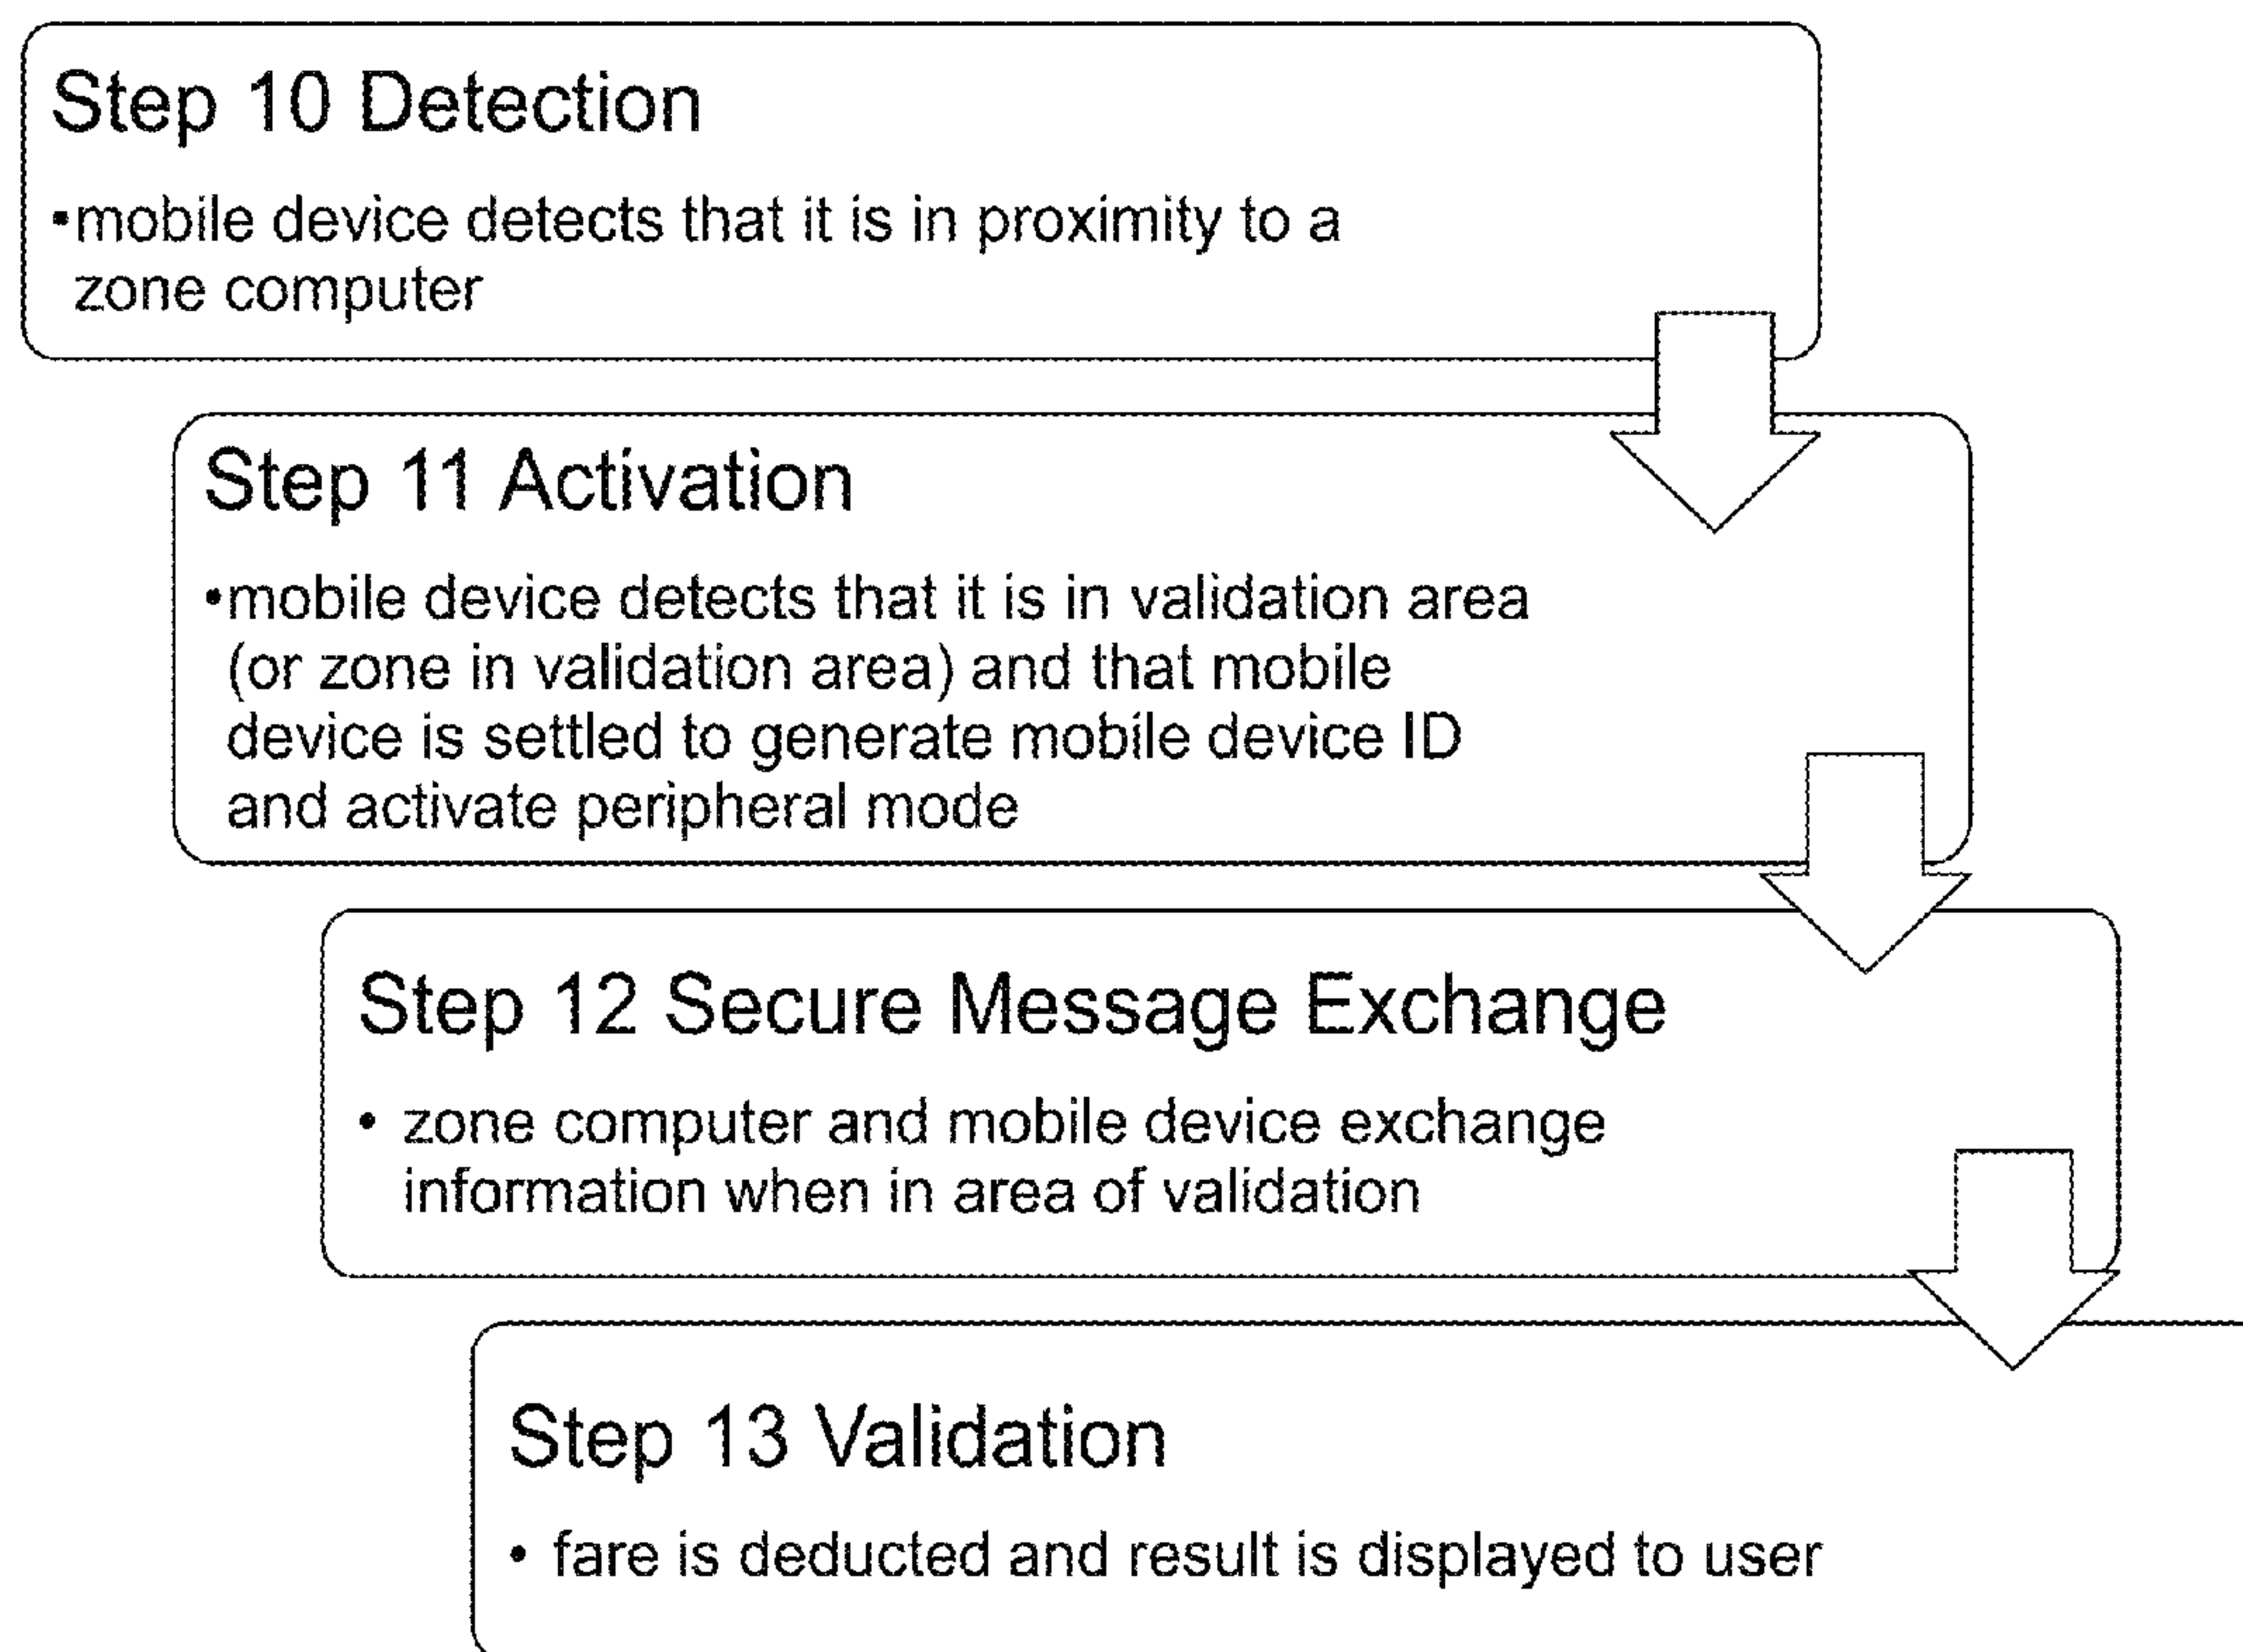 Step 10 Detection
•mobile device detects that it is in proximity to a
zone computer
Step 11 Activation
•mobile device detects that it is in validation area
(or zone in validation area) and that mobile
device is settled to generate mobile device ID
and activate peripheral mode
Step 12 Secure Message Exchange
• zone computer and mobile device exchange
information when in area of validation
Step 13 Validation
• fare is deducted and result is displayed to user